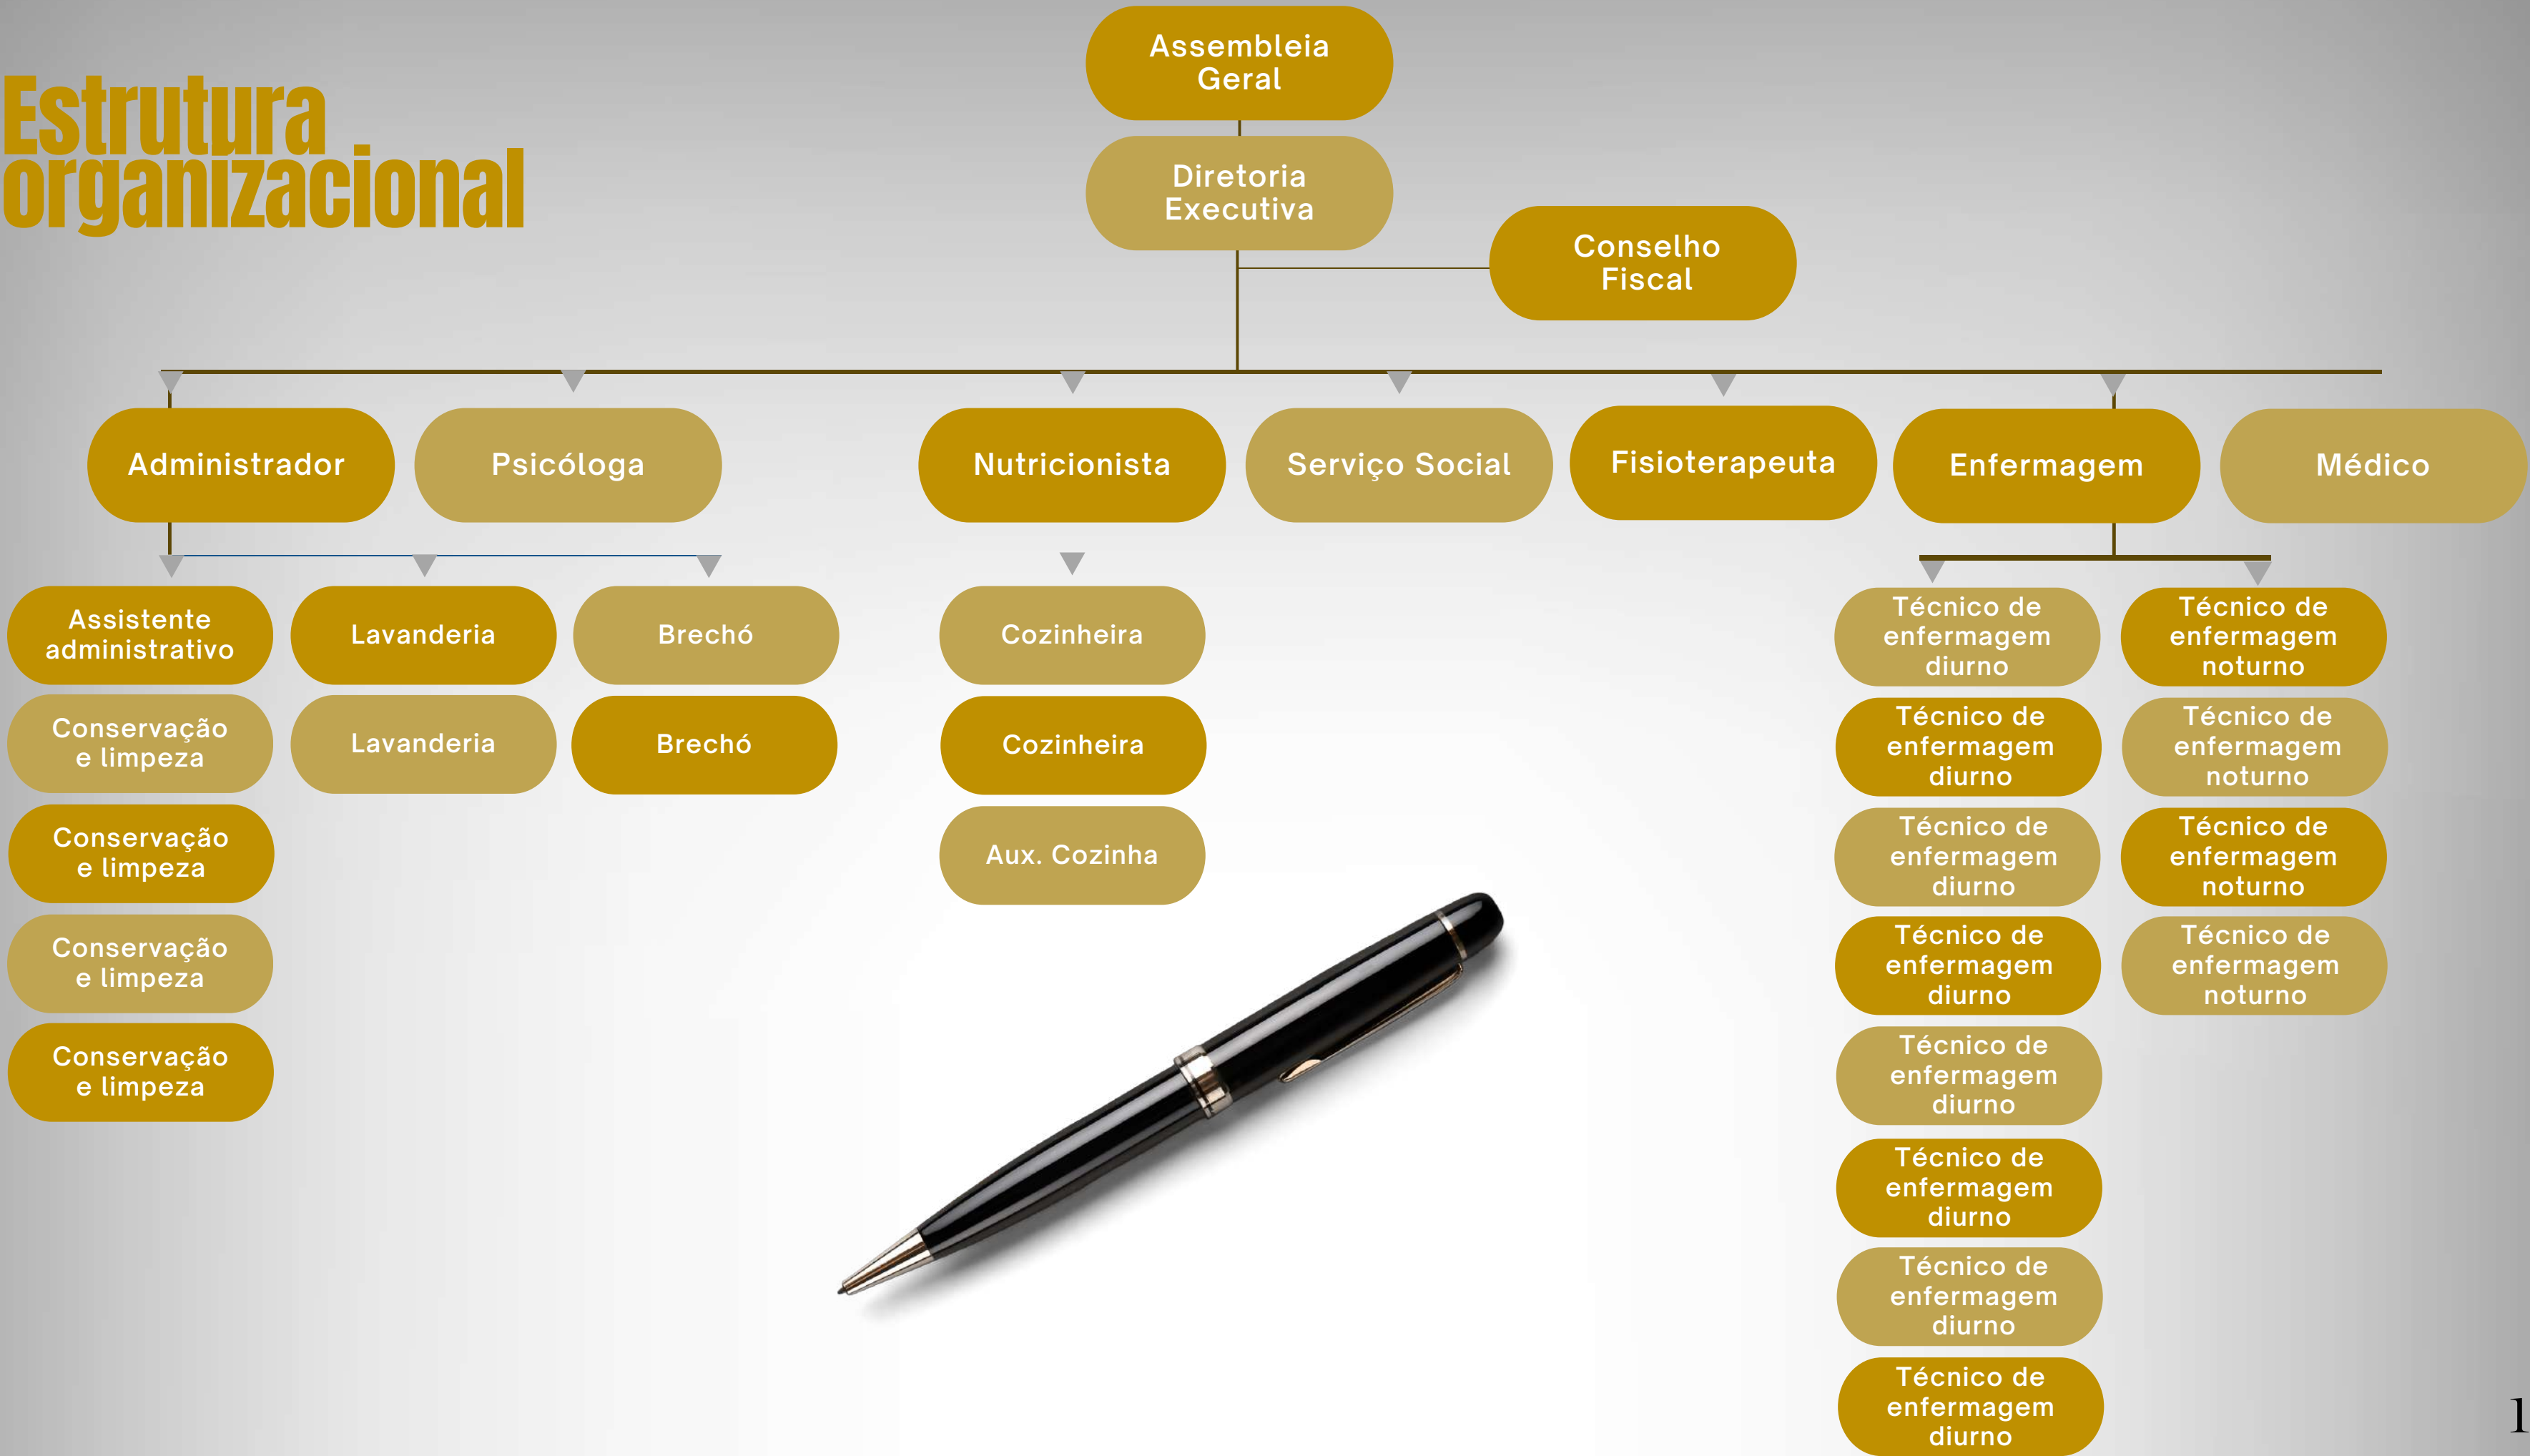 Estrutura
organizacional
Assembleia
Geral
Diretoria
Executiva
Conselho
Fiscal
Administrador
Psicóloga
Nutricionista
Serviço Social
Fisioterapeuta
Enfermagem
Médico
Assistente
administrativo
Conservação
e limpeza
Conservação
e limpeza
Conservação
e limpeza
Conservação
e limpeza
Lavanderia
Lavanderia
Brechó
Brechó
Cozinheira
Cozinheira
Aux. Cozinha
Técnico de
enfermagem
diurno
Técnico de
enfermagem
diurno
Técnico de
enfermagem
diurno
Técnico de
enfermagem
diurno
Técnico de
enfermagem
diurno
Técnico de
enfermagem
diurno
Técnico de
enfermagem
diurno
Técnico de
enfermagem
diurno
Técnico de
enfermagem
noturno
Técnico de
enfermagem
noturno
Técnico de
enfermagem
noturno
Técnico de
enfermagem
noturno
1